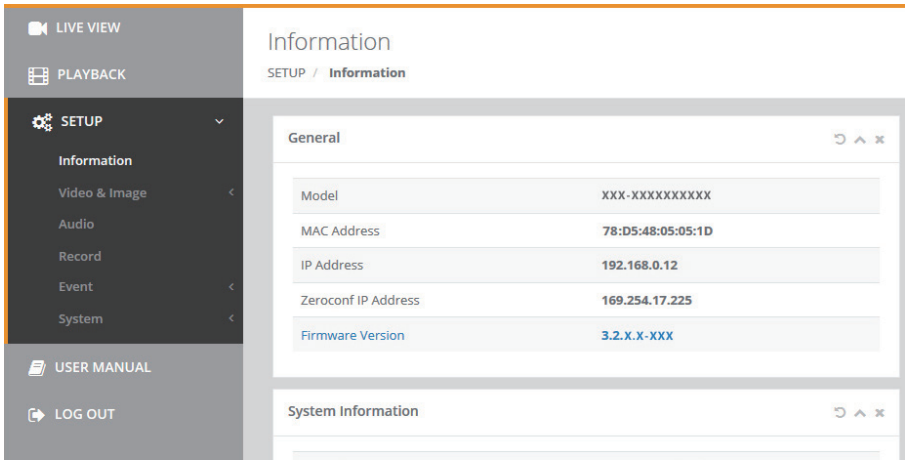 LIVE VIEW
PLAYBACK
SETUP
Information
Video & Image
Audio
Record
Event
System
USER MANUAL
LOG OUT
Information
SETUP / Information
General
Model XXX-XXXXXXXXXX
MAC Address 78:D5:48:05:05:1D
IP Address 192.168.0.12
Zeroconf IP Address 169.254.17.225
Firmware Version 3.2.X.X-XXX
System Information